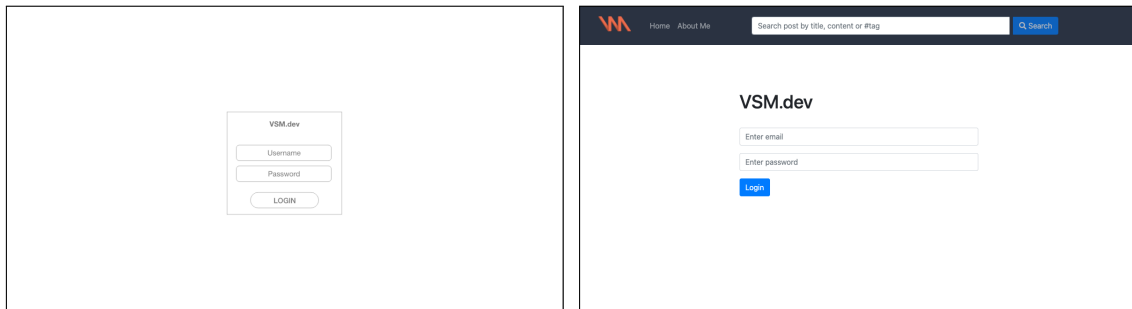 VSM.dev
Username
Password
LOGIN
Home About Me Search post by title, content or #tag Search
VSM.dev
Enter email
Enter password
Login